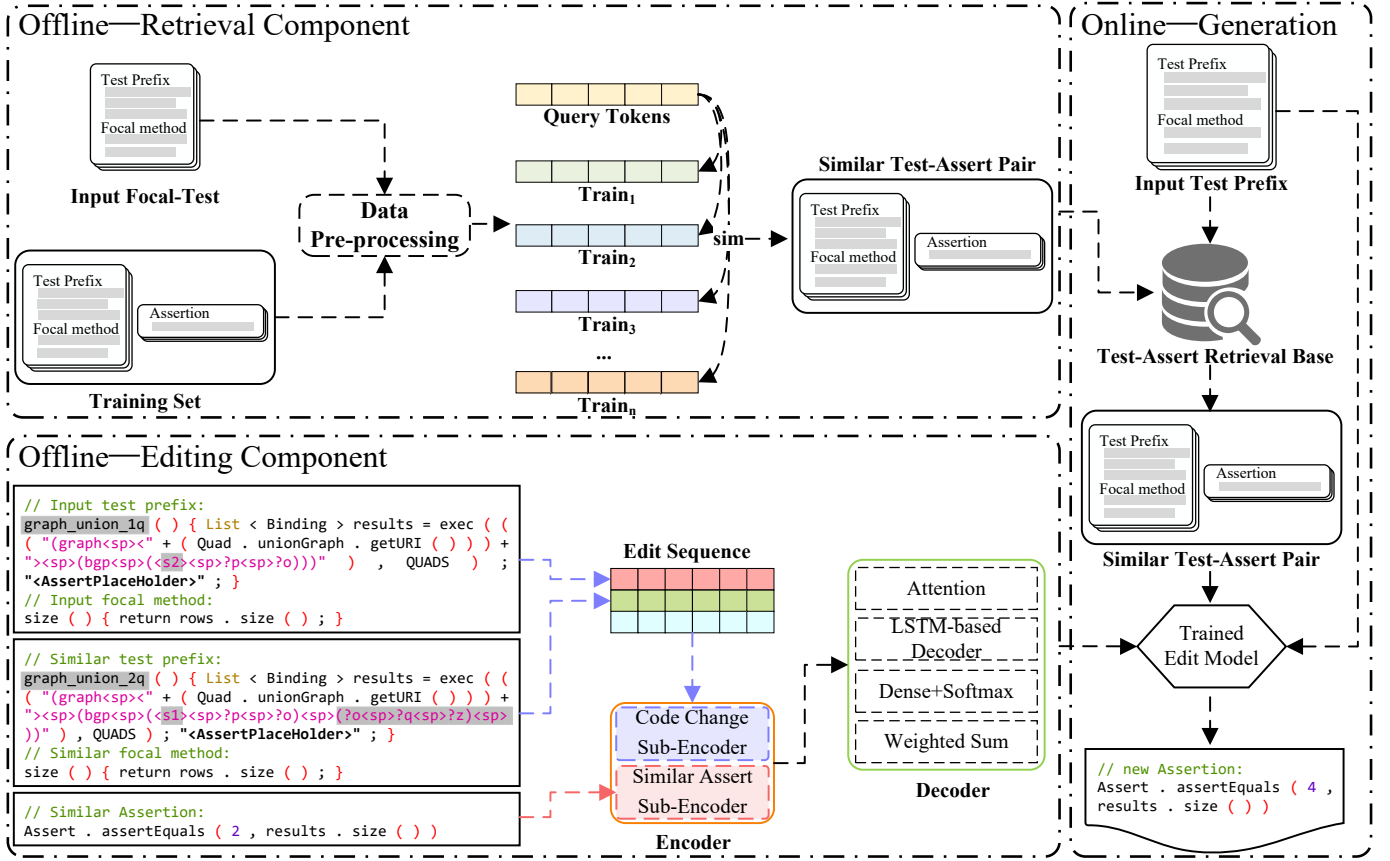 Offline—Retrieval Component
Test Prefix
Focal method
Input Focal-Test
Test Prefix
Focal method
Assertion
Training Set
Data
Pre-processing
Query Tokens
Train1
Train2
Train3
...
Trainn
sim
Similar Test-Assert Pair
Test Prefix
Focal method
Assertion
Offline—Editing Component
// Input test prefix:
graph_union_1q ( ) { List < Binding > results = exec ( (
( "(graph<sp><" + ( Quad . unionGraph . getURI ( ) ) ) +
"><sp>(bgp<sp>(<s2><sp>?p<sp>?o)))" ) , QUADS ) ;
"<AssertPlaceHolder>" ; }
// Input focal method:
size ( ) { return rows . size ( ) ; }
// Similar test prefix:
graph_union_2q ( ) { List < Binding > results = exec ( (
( "(graph<sp><" + ( Quad . unionGraph . getURI ( ) ) ) +
"><sp>(bgp<sp>(<s1><sp>?p<sp>?o)<sp>(?o<sp>?q<sp>?z)<sp>
))" ) , QUADS ) ; "<AssertPlaceHolder>" ; }
// Similar focal method:
size ( ) { return rows . size ( ) ; }
// Similar Assertion:
Assert . assertEquals ( 2 , results . size ( ) )
Edit Sequence
Code Change
Sub-Encoder
Similar Assert
Sub-Encoder
Encoder
Attention
LSTM-based
Decoder
Dense+Softmax
Weighted Sum
Decoder
Online—Generation
Test Prefix
Focal method
Input Test Prefix
Test-Assert Retrieval Base
Test Prefix
Focal method
Assertion
Similar Test-Assert Pair
Trained
Edit Model
// new Assertion:
Assert . assertEquals ( 4 ,
results . size ( ) )